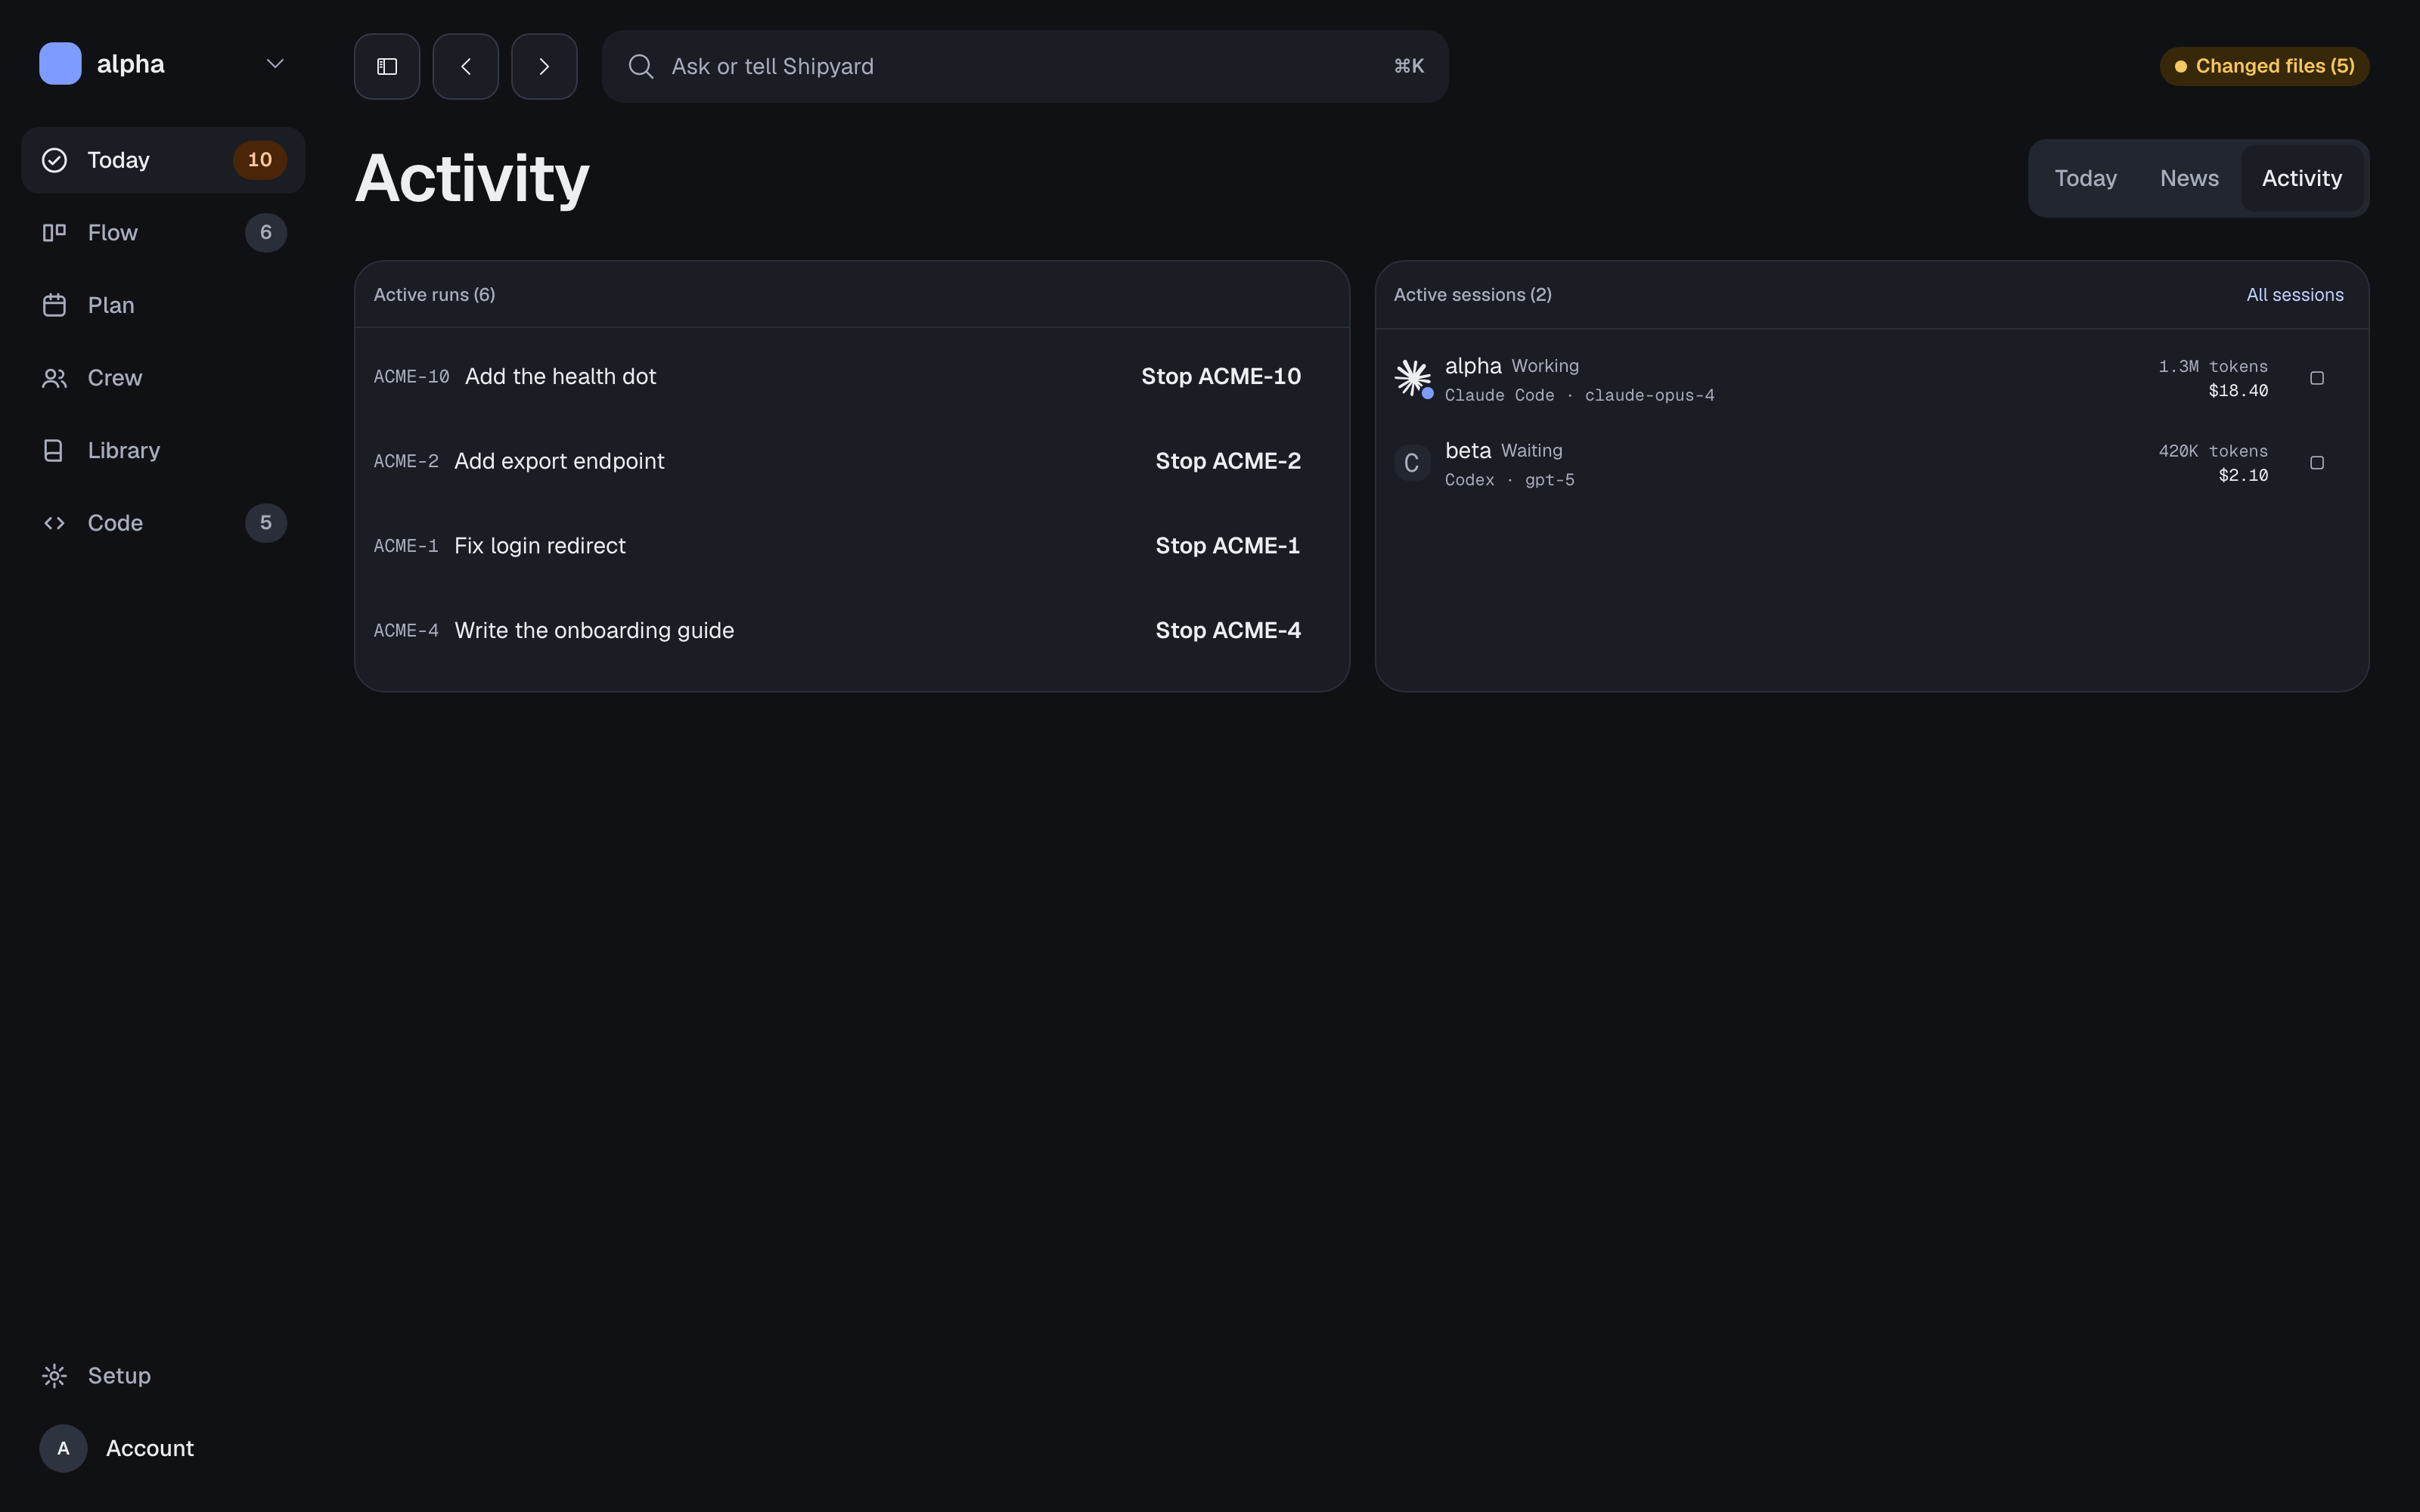 alpha
Ask or tell Shipyard ⌘K
Changed files (5)
Today 10
Flow 6
Plan
Crew
Library
Code 5
Setup
A Account
Activity
Today News Activity
Active runs (6)
ACME-10 Add the health dot Stop ACME-10
ACME-2 Add export endpoint Stop ACME-2
ACME-1 Fix login redirect Stop ACME-1
ACME-4 Write the onboarding guide Stop ACME-4
Active sessions (2) All sessions
alpha Working 1.3M tokens
Claude Code · claude-opus-4 $18.40
C beta Waiting 420K tokens
Codex · gpt-5 $2.10